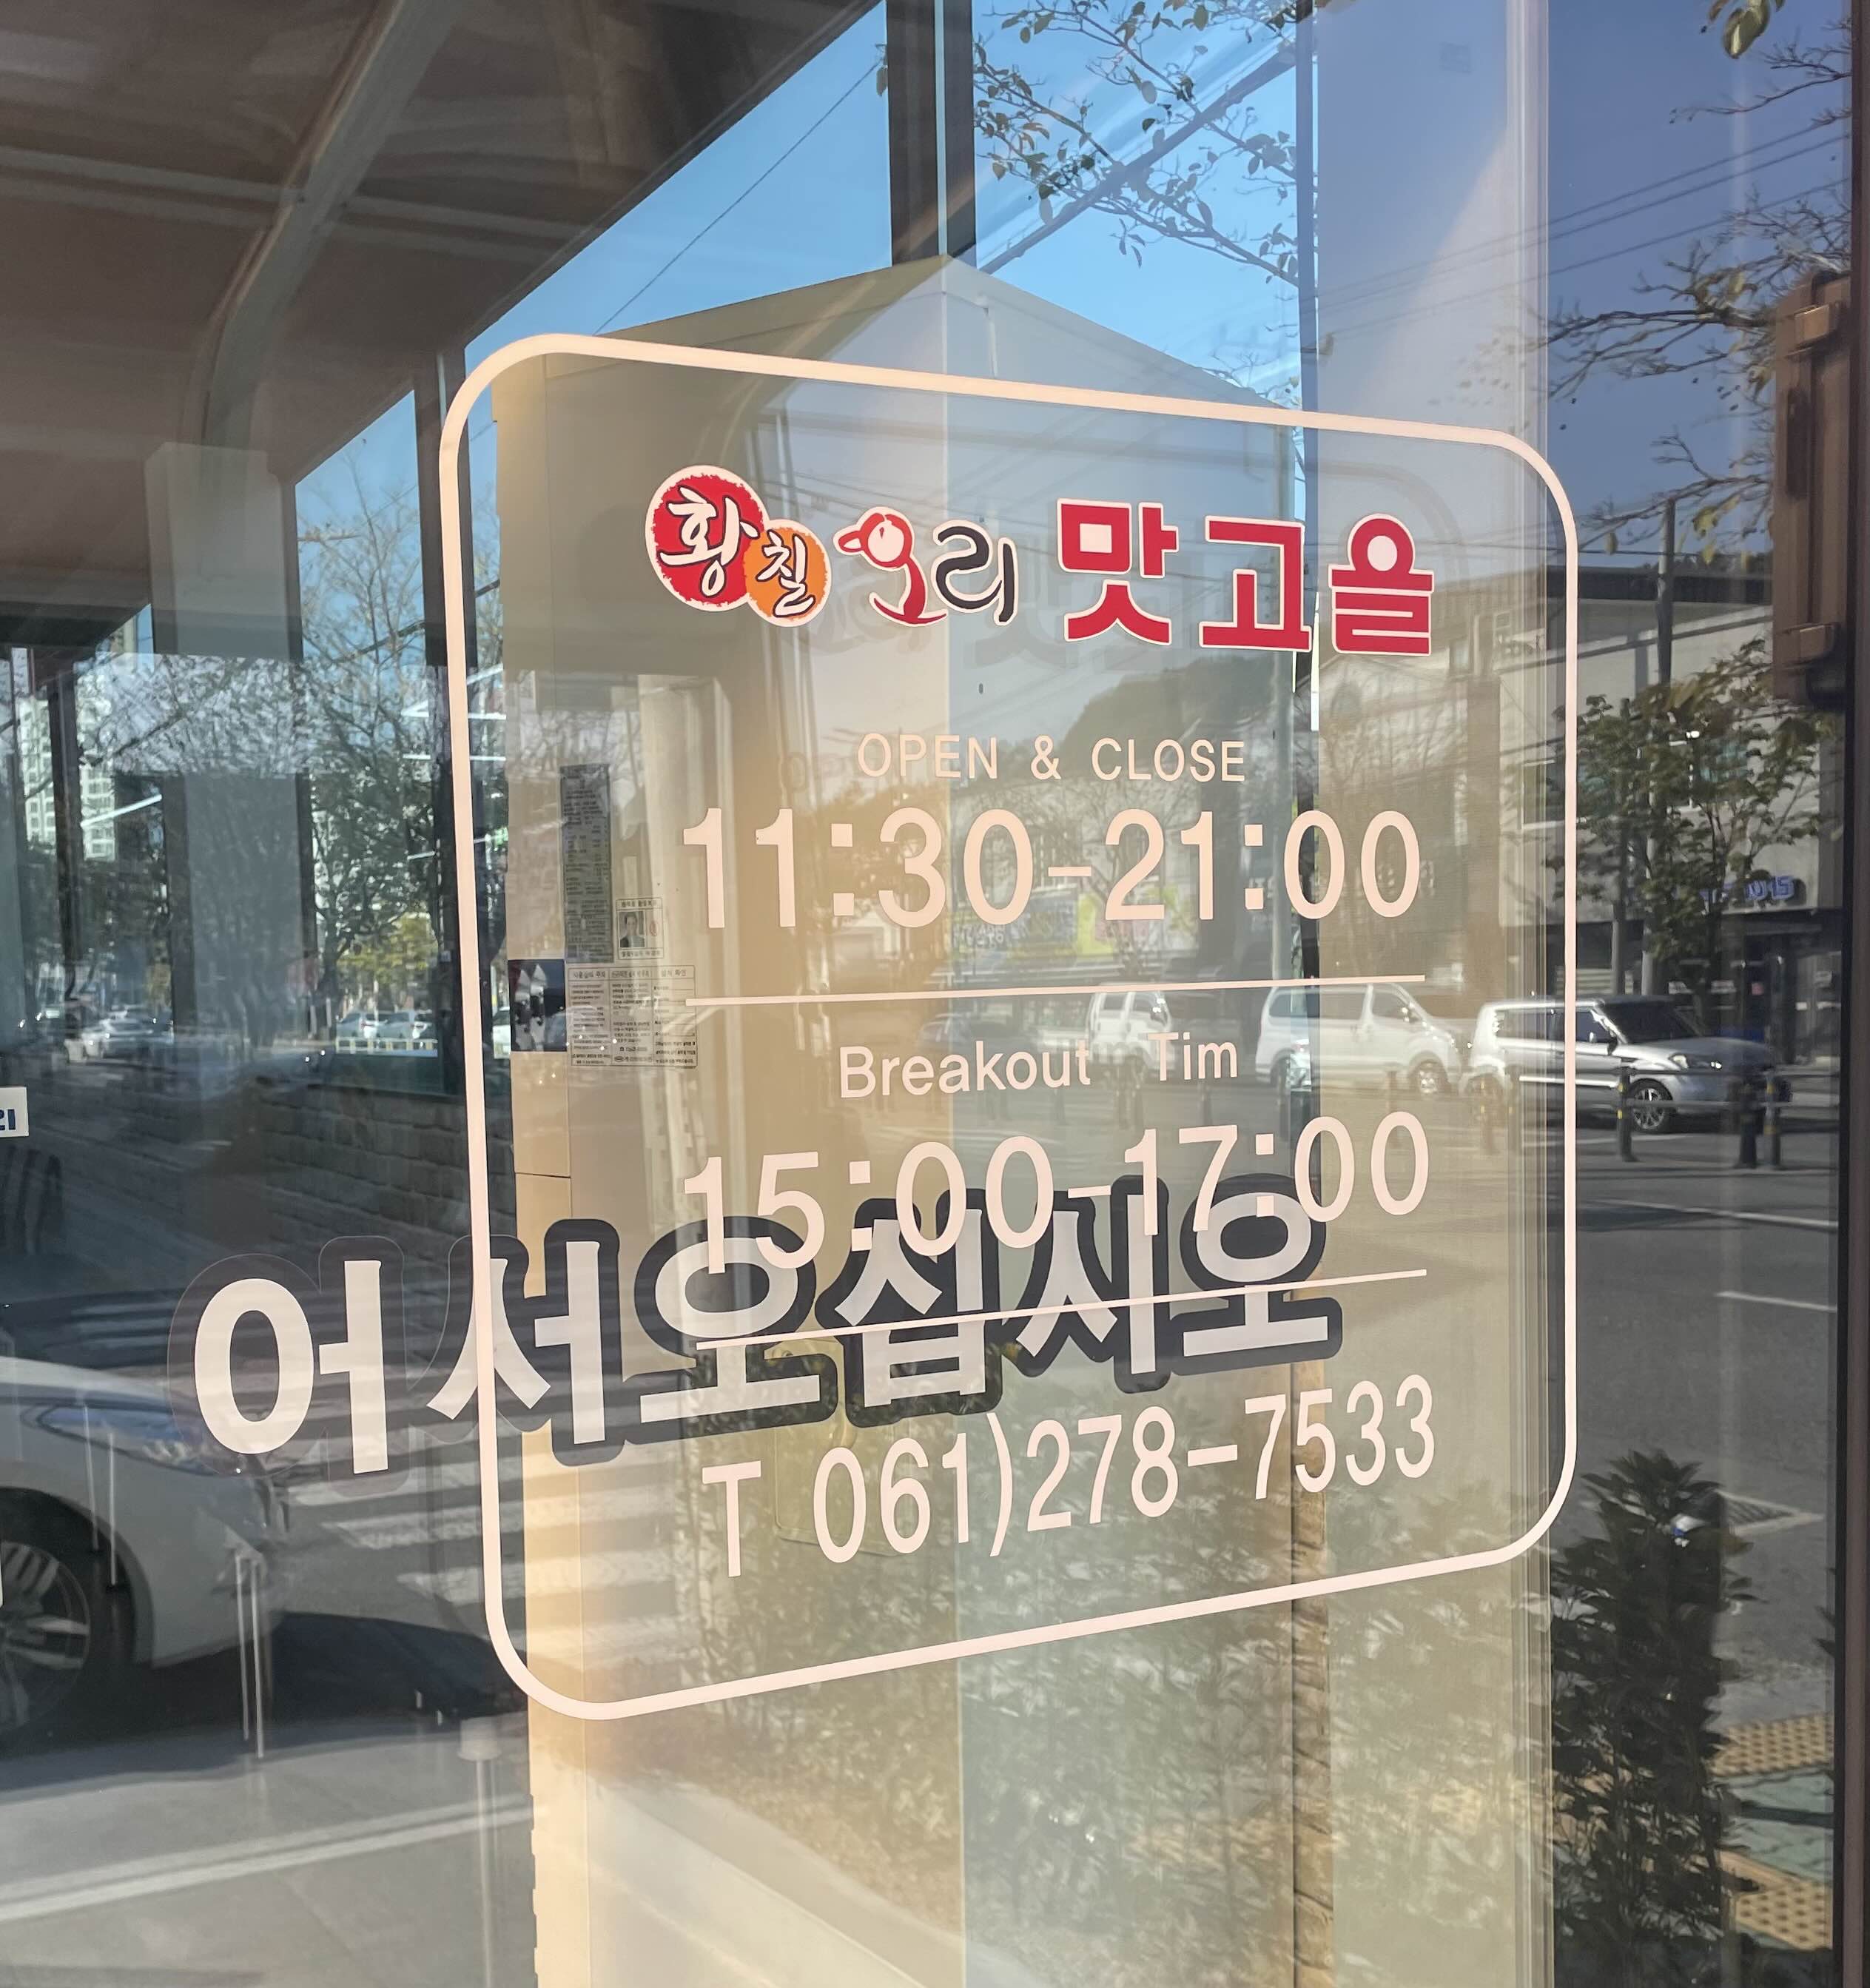 황칠오리 맛고을
OPEN & CLOSE
11:30-21:00
Breakout Tim
15:00-17:00
어서오십시오
T 061)278-7533